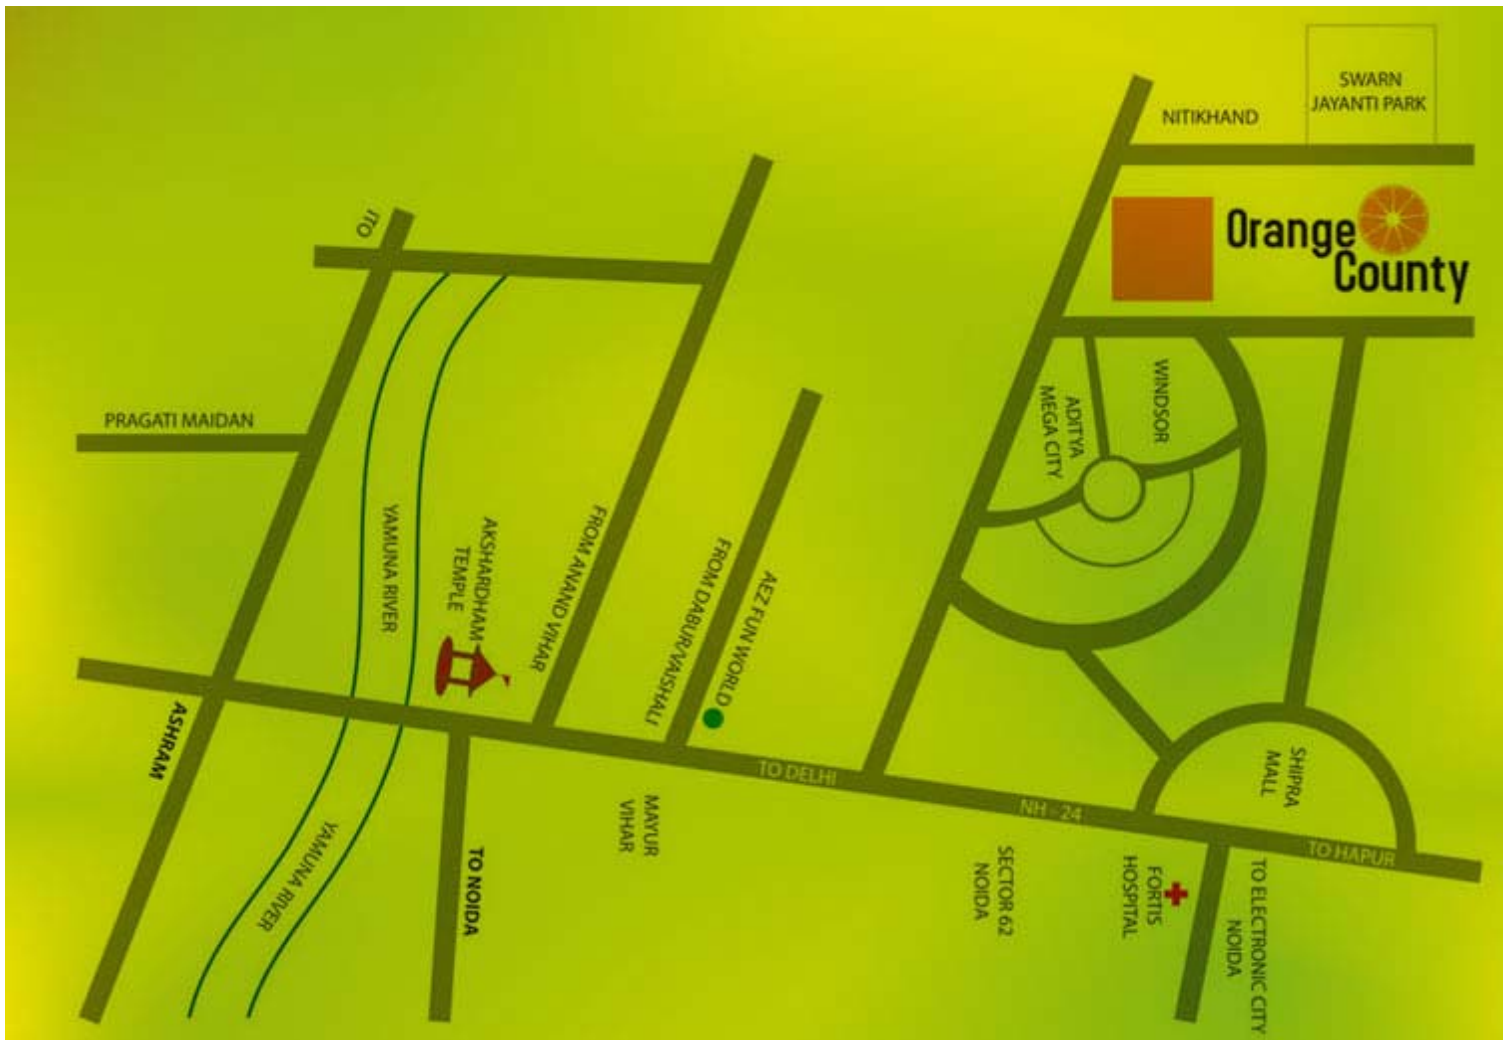 SWARN
JAYANTI PARK
NITIKHAND
Orange
County
ITO
WINDSOR
ADITYA
MEGA CITY
PRAGATI MAIDAN
YAMUNA RIVER
AKSHARDHAM
TEMPLE
FROM ANAND VIHAR
FROM DABUR/VAISHALI
AEZ FUN WORLD
ASHRAM
TO DELHI
NH - 24
SHIPRA
MALL
TO HAPUR
YAMUNA RIVER
TO NOIDA
MAYUR
VIHAR
SECTOR 62
NOIDA
FORTIS
HOSPITAL
TO ELECTRONIC CITY
NOIDA